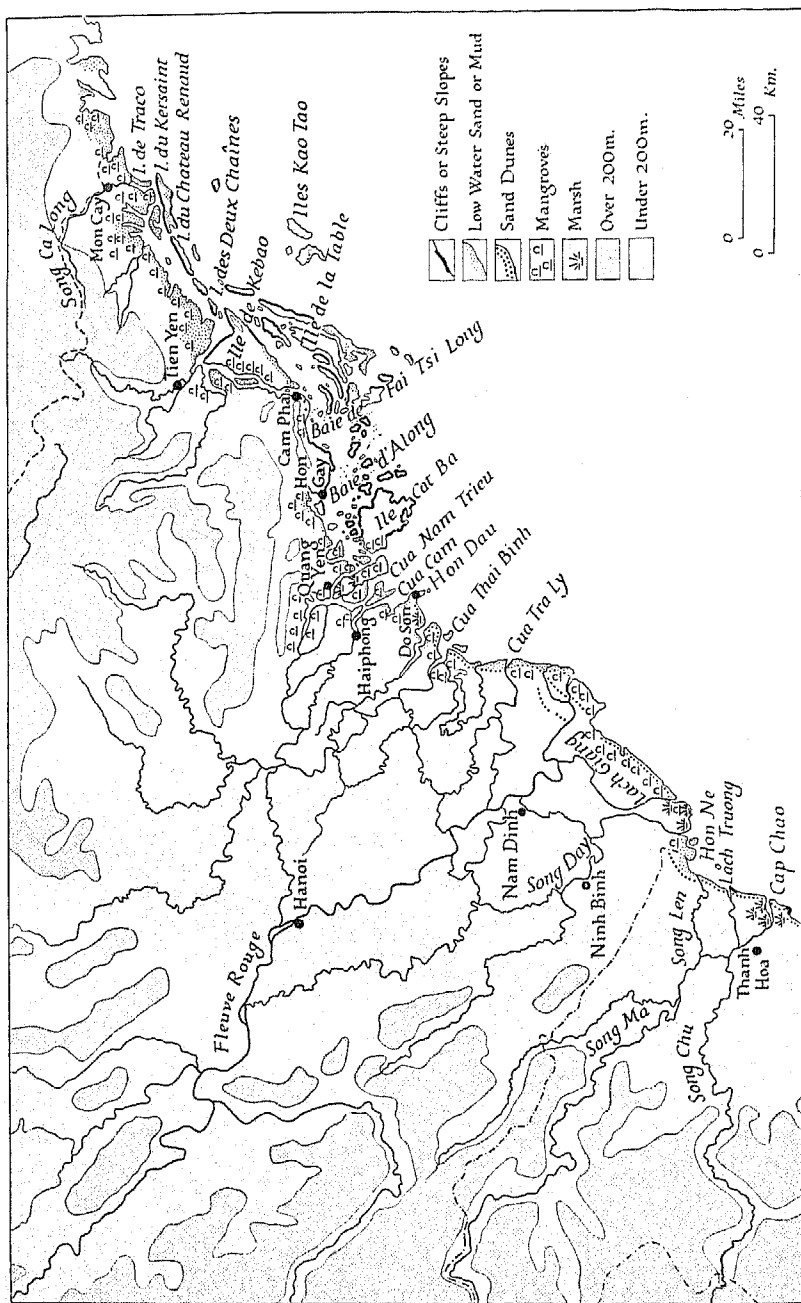 Song Ca Long
Mon Cay
I. de Traco
I. du Kersaint
I. du Chateau Renaud
Tien Yen
I. des Deux Chaînes
Ile de Kebao
Iles Kao Tao
Ile de la Table
Cam Pha
Baie de Fai Tsi Long
Hon Gay
Baie d'Along
Ile Cat Ba
Quang Yen
Cua Nam Trieu
Cua Cam
Haiphong
Hon Dau
Do Son
Cua Thai Binh
Cua Tra Ly
Fleuve Rouge
Hanoi
Nam Dinh
Lach Giang
Song Day
Ninh Binh
Hon Ne
Lach Truong
Song Len
Cap Chao
Song Ma
Thanh Hoa
Song Chu
Cliffs or Steep Slopes
Low Water Sand or Mud
Sand Dunes
Mangroves
Marsh
Over 200m.
Under 200m.
0 20 Miles
0 40 Km.